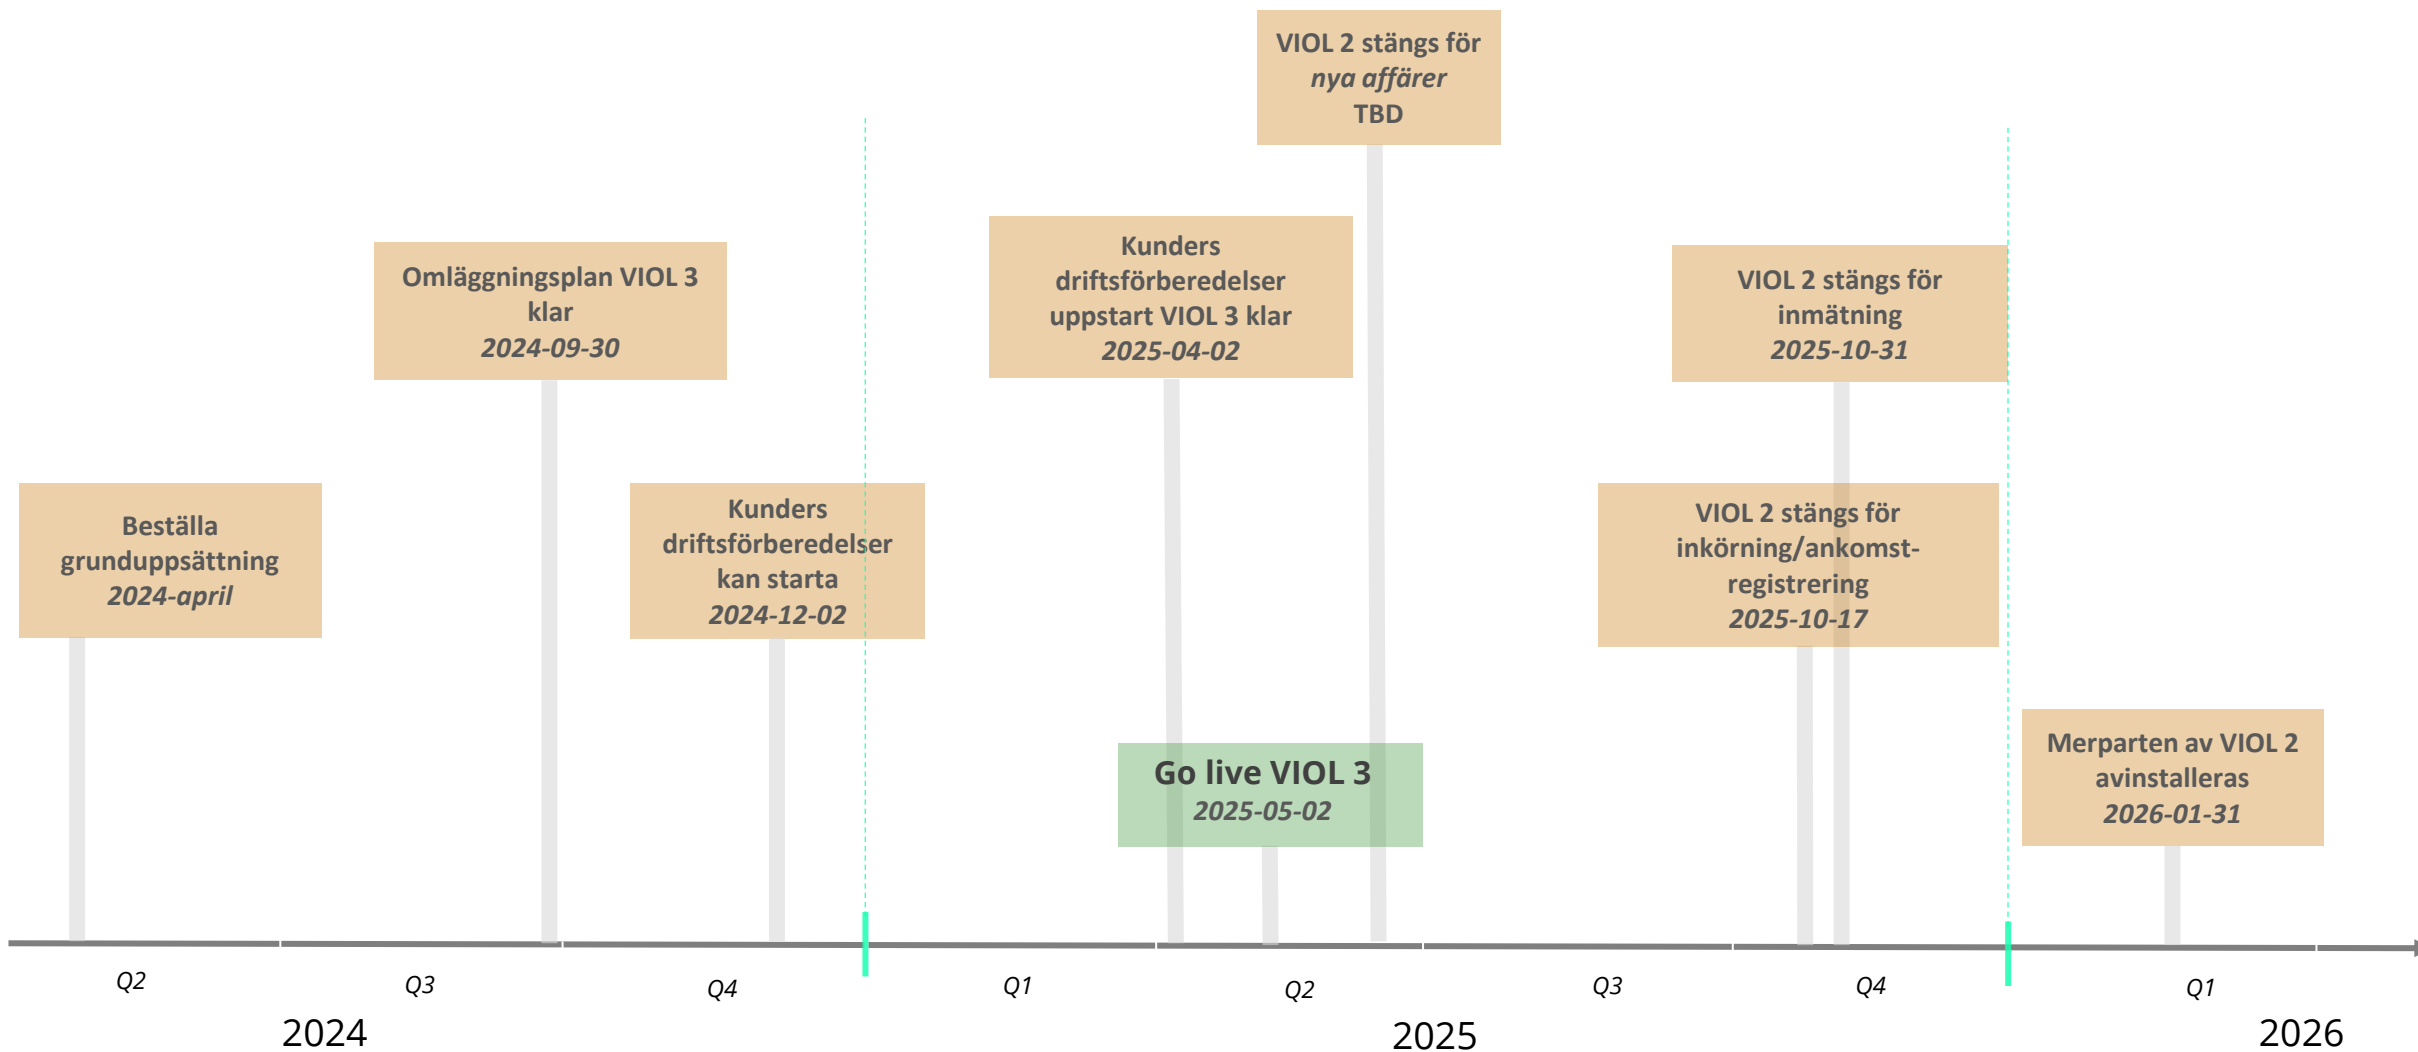 VIOL 2 stängs för
nya affärer
TBD
Omläggningsplan VIOL 3
klar
2024-09-30
Kunders
driftsförberedelser
uppstart VIOL 3 klar
2025-04-02
VIOL 2 stängs för
inmätning
2025-10-31
Beställa
grunduppsättning
2024-april
Kunders
driftsförberedelser
kan starta
2024-12-02
VIOL 2 stängs för
inkörning/ankomst-
registrering
2025-10-17
Go live VIOL 3
2025-05-02
Merparten av VIOL 2
avinstalleras
2026-01-31
Q2
Q3
Q4
Q1
Q2
Q3
Q4
Q1
2024
2025
2026